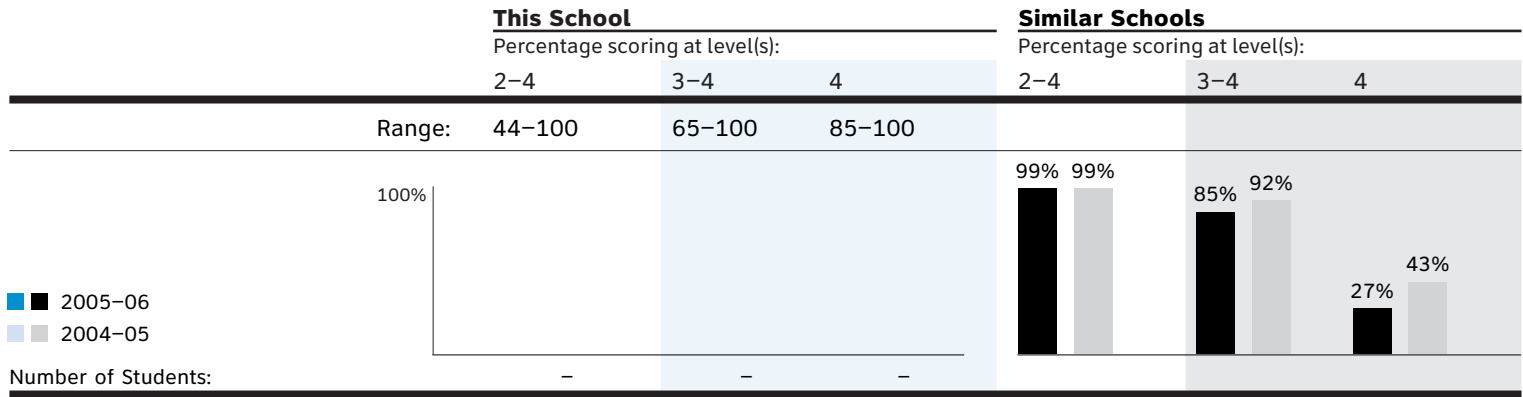 This School Similar Schools
Percentage scoring at level(s): Percentage scoring at level(s):
2–4 3–4 4 2–4 3–4 4
Range: 44–100 65–100 85–100
99% 99% 85% 92%
100%
43%
27%
2005–06
2004–05
Number of Students: – – –